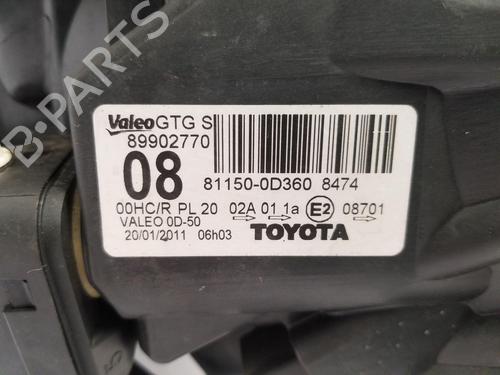 Valeo GTG S
89902770
08
81150-0D360 8474
00HC/R PL 20 02A 01 1a E2 08701
VALEO 0D-50
20/01/2011 06h03 TOYOTA
B-PARTS